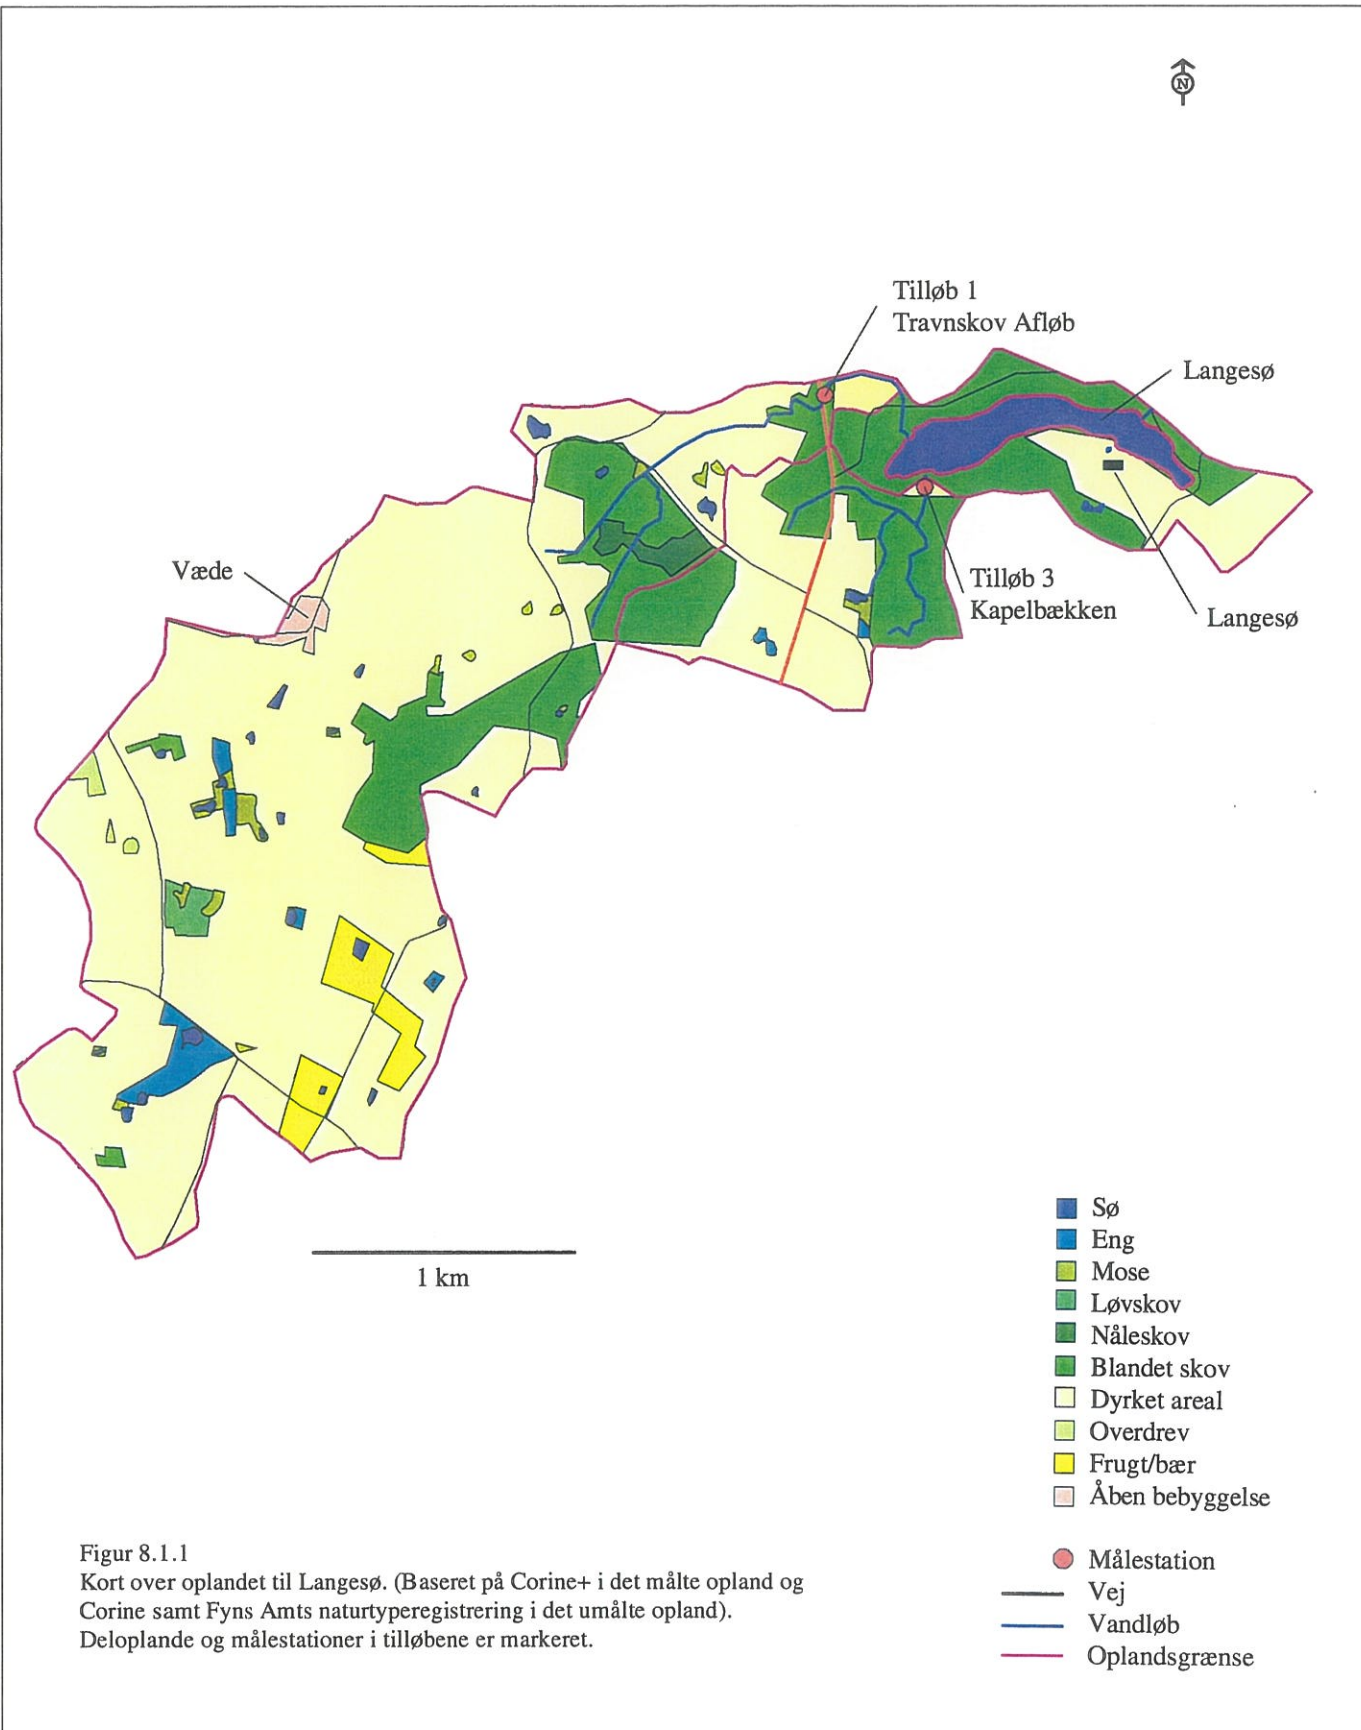 N
Tilløb 1
Travnskov Afløb
Langesø
Væde
Tilløb 3
Kapelbækken
Langesø
1 km
Sø
Eng
Mose
Løvskov
Nåleskov
Blandet skov
Dyrket areal
Overdrev
Frugt/bær
Åben bebyggelse
Målestation
Vej
Vandløb
Oplandsgrænse
Figur 8.1.1
Kort over oplandet til Langesø. (Baseret på Corine+ i det målte opland og
Corine samt Fyns Amts naturtyperegistrering i det umålte opland).
Deloplande og målestationer i tilløbene er markeret.